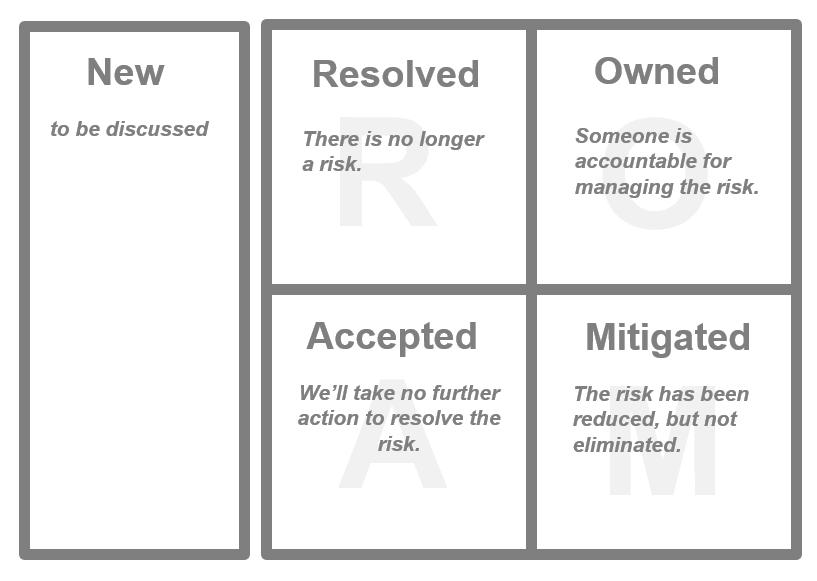 New
to be discussed
Resolved
There is no longer
a risk.
R
Owned
Someone is
accountable for
managing the risk.
O
Accepted
We’ll take no further
action to resolve the
risk.
A
Mitigated
The risk has been
reduced, but not
eliminated.
M